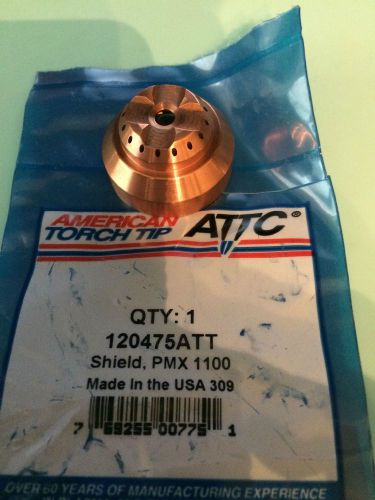 AMERICAN
TORCH TIP
ATTC®
QTY: 1
120475ATT
Shield, PMX 1100
Made In the USA 309
7 69255 00775 1
OVER 60 YEARS OF MANUFACTURING EXPERIENCE